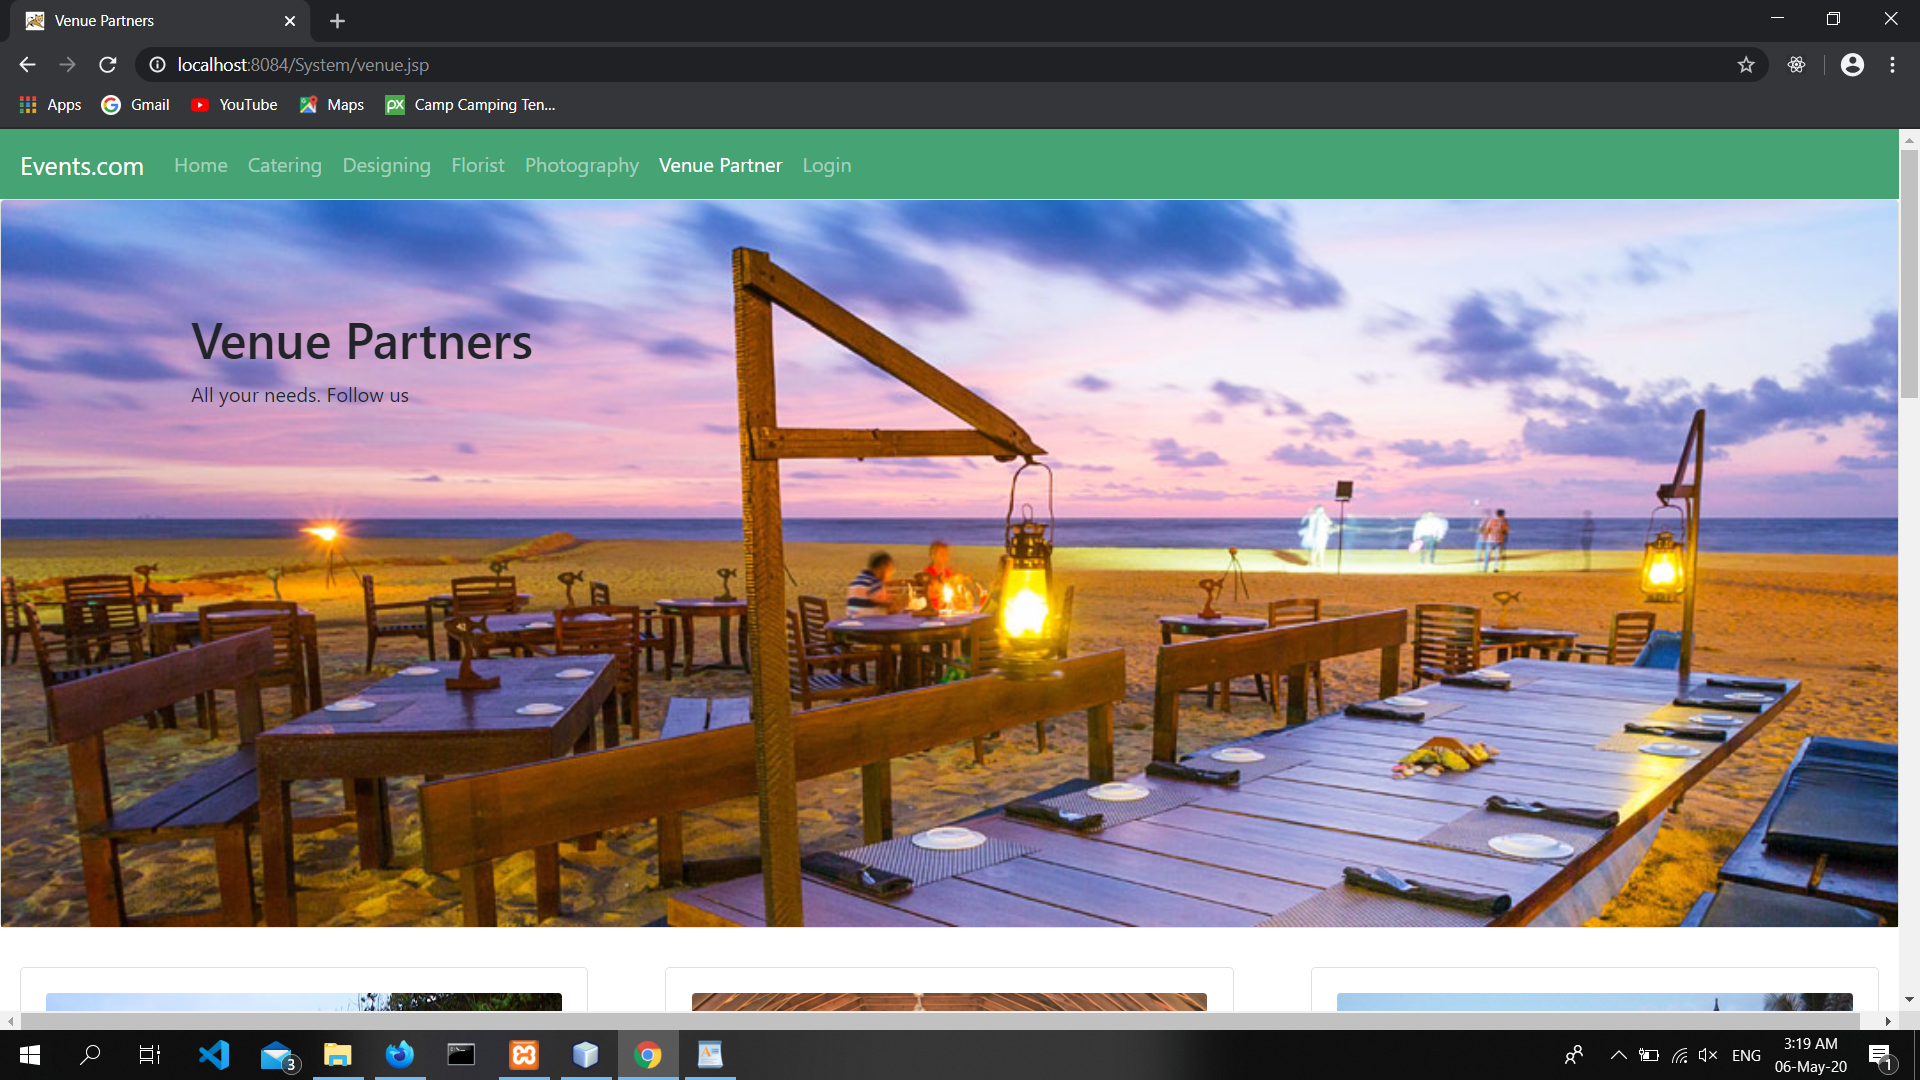 Venue Partners
localhost:8084/System/venue.jsp
Apps Gmail YouTube Maps px Camp Camping Ten...
Events.com Home Catering Designing Florist Photography Venue Partner Login
Venue Partners
All your needs. Follow us
3
ENG
3:19 AM
06-May-20
1